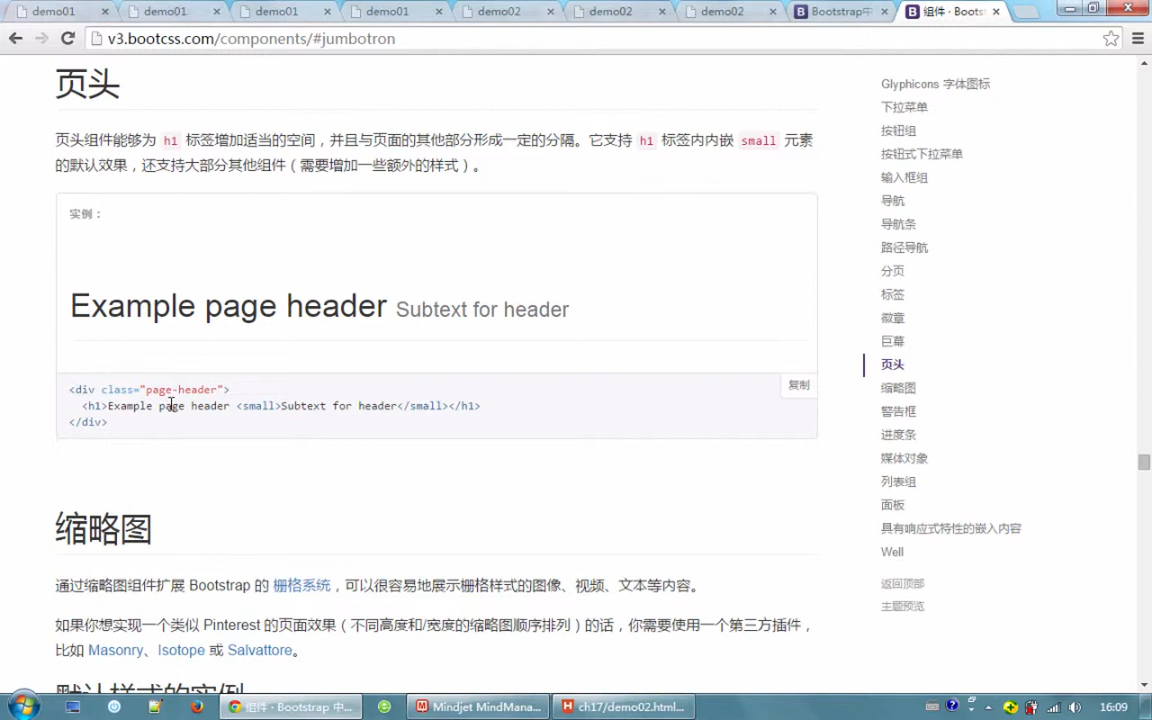 demo01
demo01
demo01
demo01
demo02
demo02
demo02
Bootstrap中
组件 · Boots
v3.bootcss.com/components/#jumbotron
页头
页头组件能够为 h1 标签增加适当的空间，并且与页面的其他部分形成一定的分隔。它支持 h1 标签内内嵌 small 元素
的默认效果，还支持大部分其他组件（需要增加一些额外的样式）。
实例：
Example page header Subtext for header
<div class="page-header">
<h1>Example page header <small>Subtext for header</small></h1>
</div>
复制
缩略图
通过缩略图组件扩展 Bootstrap 的 栅格系统，可以很容易地展示栅格样式的图像、视频、文本等内容。
如果你想实现一个类似 Pinterest 的页面效果（不同高度和/宽度的缩略图顺序排列）的话，你需要使用一个第三方插件，
比如 Masonry、Isotope 或 Salvattore。
默认样式的实例
Glyphicons 字体图标
下拉菜单
按钮组
按钮式下拉菜单
输入框组
导航
导航条
路径导航
分页
标签
徽章
巨幕
页头
缩略图
警告框
进度条
媒体对象
列表组
面板
具有响应式特性的嵌入内容
Well
返回顶部
主题预览
组件 · Bootstrap 中...
Mindjet MindMana...
ch17/demo02.html...
16:09